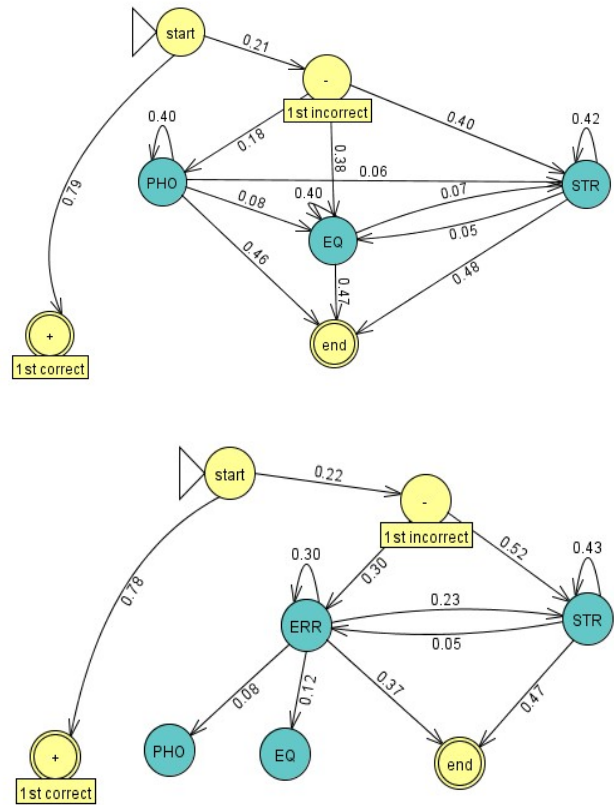 start
0.21
-
1st incorrect
0.40
0.18
0.38
0.40
0.42
0.06
PHO
STR
0.08
0.40
0.07
EQ
0.05
0.79
0.46
0.47
0.48
+
1st correct
end
start
0.22
-
1st incorrect
0.78
0.30
0.30
0.52
0.43
ERR
0.23
STR
0.05
0.08
0.12
0.37
0.47
PHO
EQ
end
+
1st correct